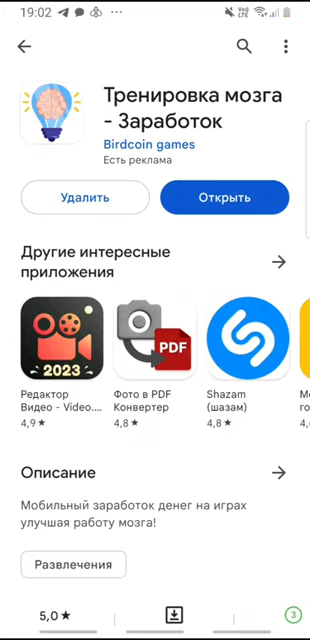 19:02
Vo))
LTE
Тренировка мозга
- Заработок
Birdcoin games
Есть реклама
Удалить
Открыть
Другие интересные
приложения
2023
PDF
Редактор
Видео - Video....
4,9 ★
Фото в PDF
Конвертер
4,8 ★
Shazam
(шазам)
4,8 ★
Описание
Мобильный заработок денег на играх
улучшая работу мозга!
Развлечения
5,0 ★
3